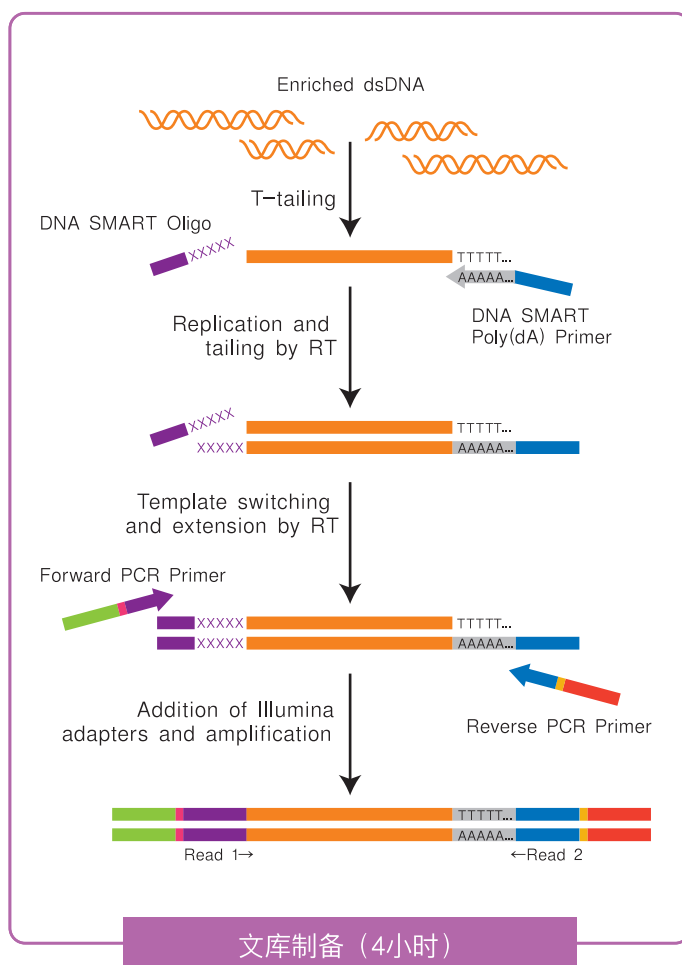 Enriched dsDNA
T-tailing
DNA SMART Oligo
XXXXX
TTTTT...
AAAAA...
DNA SMART
Poly(dA) Primer
Replication and
tailing by RT
XXXXX
TTTTT...
XXXXX
AAAAA...
Template switching
and extension by RT
Forward PCR Primer
XXXXX
TTTTT...
XXXXX
AAAAA...
Reverse PCR Primer
Addition of Illumina
adapters and amplification
TTTTT...
AAAAA...
Read 1→
←Read 2
文库制备（4小时）